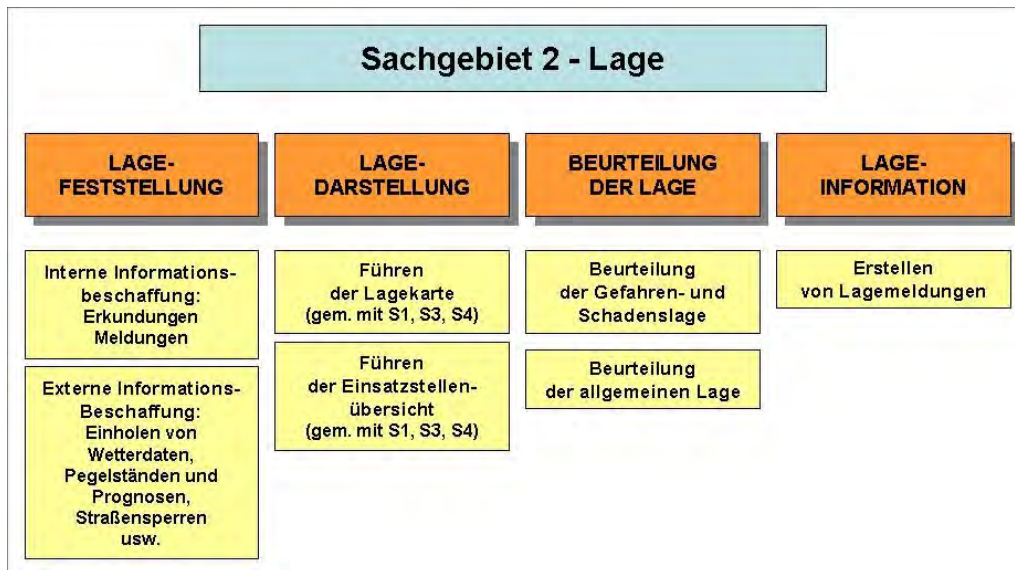 Sachgebiet 2 - Lage
LAGE-
FESTSTELLUNG
Interne Informations-
beschaffung:
Erkundungen
Meldungen
Externe Informations-
Beschaffung:
Einholen von
Wetterdaten,
Pegelständen und
Prognosen,
Straßensperren
usw.
LAGE-
DARSTELLUNG
Führen
der Lagekarte
(gem. mit S1, S3, S4)
Führen
der Einsatzstellen-
übersicht
(gem. mit S1, S3, S4)
BEURTEILUNG
DER LAGE
Beurteilung
der Gefahren- und
Schadenslage
Beurteilung
der allgemeinen Lage
LAGE-
INFORMATION
Erstellen
von Lagemeldungen